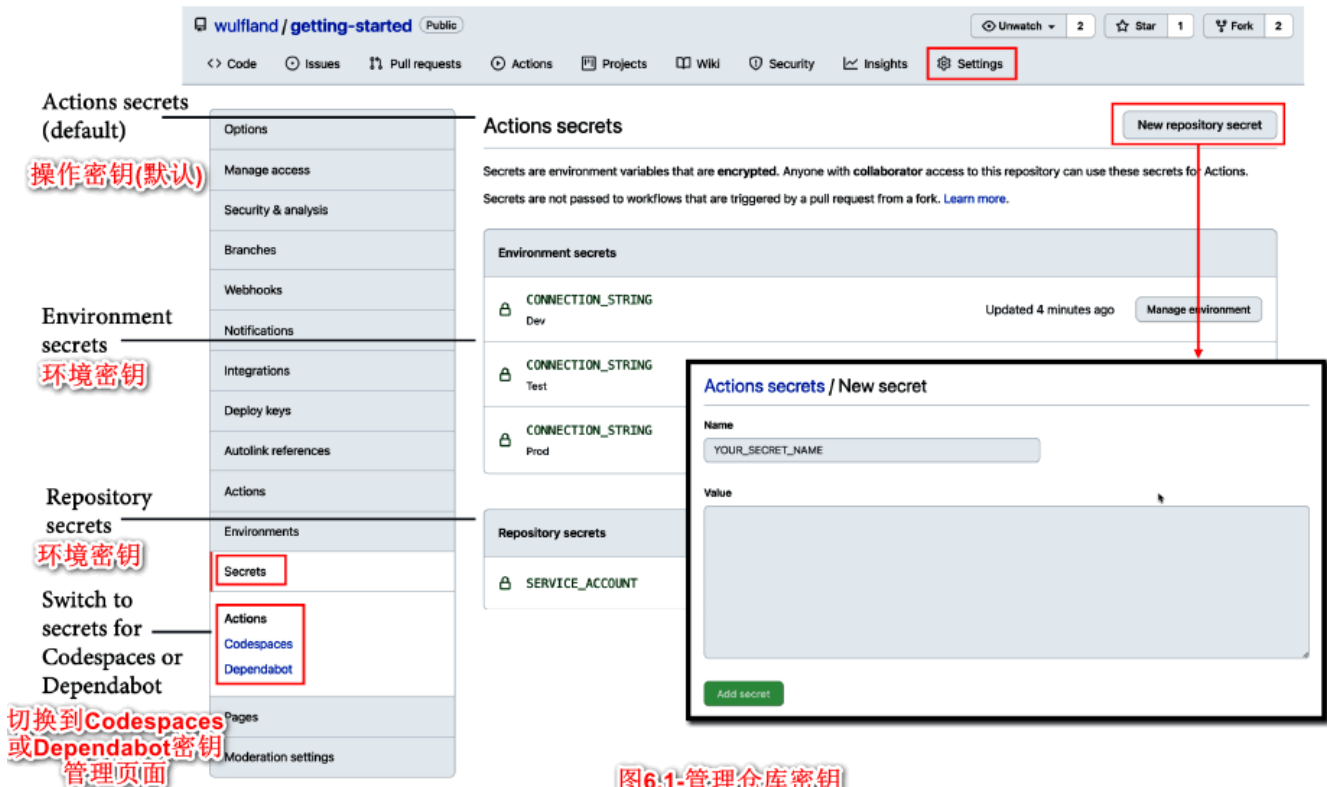 wulfland / getting-started Public
Unwatch 2 Star 1 Fork 2
<> Code Issues Pull requests Actions Projects Wiki Security Insights Settings
Actions secrets
(default)
操作密钥(默认)
Environment
secrets
环境密钥
Repository
secrets
环境密钥
Switch to
secrets for
Codespaces or
Dependabot
切换到Codespaces
或Dependabot密钥
管理页面
Options
Manage access
Security & analysis
Branches
Webhooks
Notifications
Integrations
Deploy keys
Autolink references
Actions
Environments
Secrets
Actions
Codespaces
Dependabot
Pages
Moderation settings
Actions secrets
New repository secret
Secrets are environment variables that are encrypted. Anyone with collaborator access to this repository can use these secrets for Actions.
Secrets are not passed to workflows that are triggered by a pull request from a fork. Learn more.
Environment secrets
CONNECTION_STRING
Dev
Updated 4 minutes ago
Manage environment
CONNECTION_STRING
Test
CONNECTION_STRING
Prod
Repository secrets
SERVICE_ACCOUNT
Actions secrets / New secret
Name
YOUR_SECRET_NAME
Value
Add secret
图6.1-管理仓库密钥